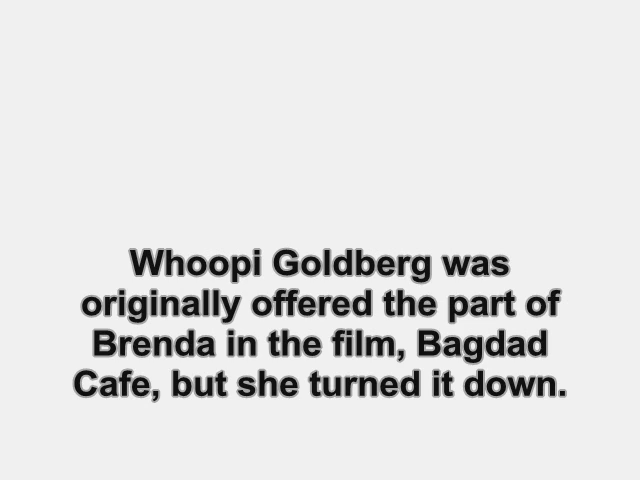 Whoopi Goldberg was
originally offered the part of
Brenda in the film, Bagdad
Cafe, but she turned it down.